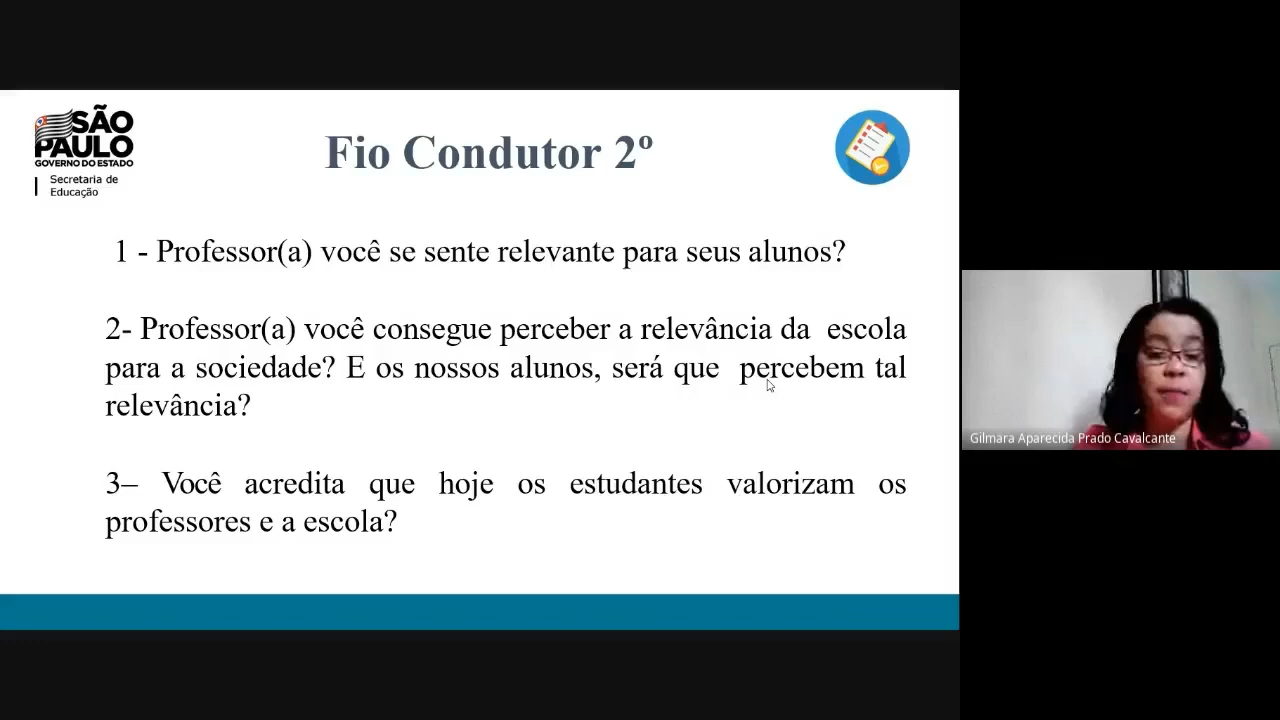 SÃO
PAULO
GOVERNO DO ESTADO
Secretaria de
Educação
Fio Condutor 2º
1 - Professor(a) você se sente relevante para seus alunos?
2- Professor(a) você consegue perceber a relevância da escola
para a sociedade? E os nossos alunos, será que percebem tal
relevância?
3– Você acredita que hoje os estudantes valorizam os
professores e a escola?
Gilmara Aparecida Prado Cavalcante